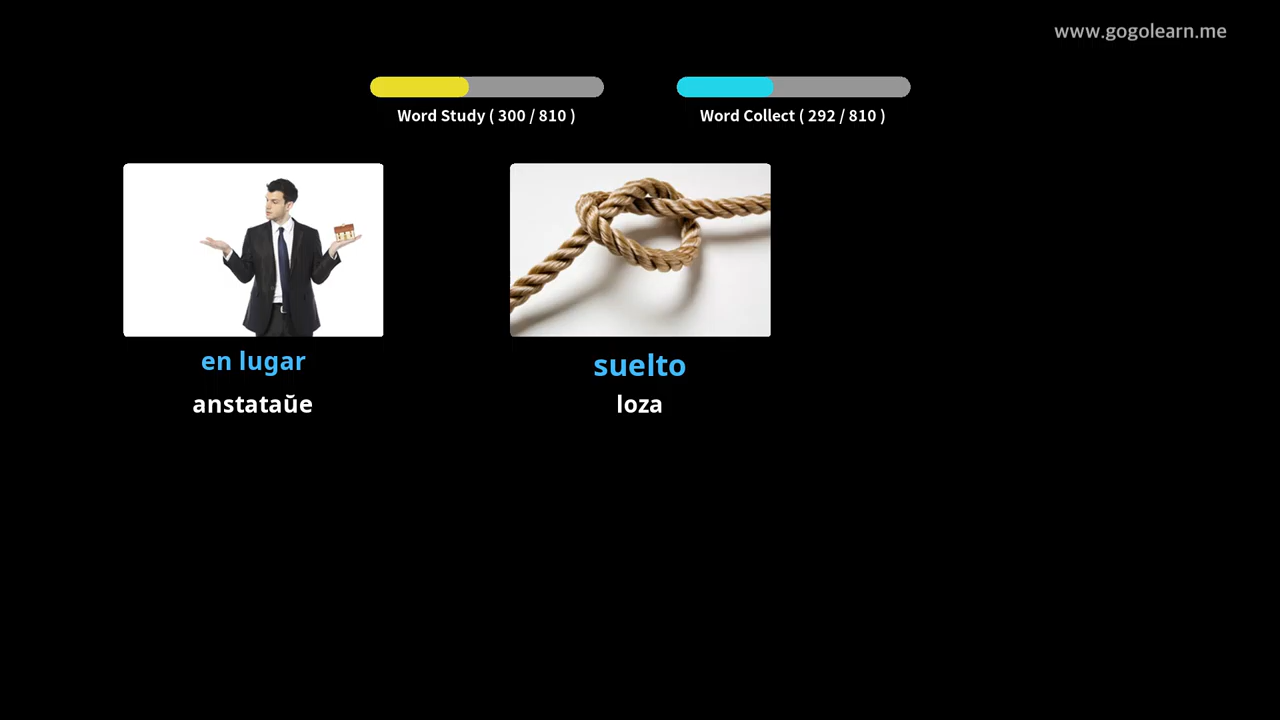 www.gogolearn.me
Word Study ( 300 / 810 )
Word Collect ( 292 / 810 )
en lugar
anstataŭe
suelto
loza